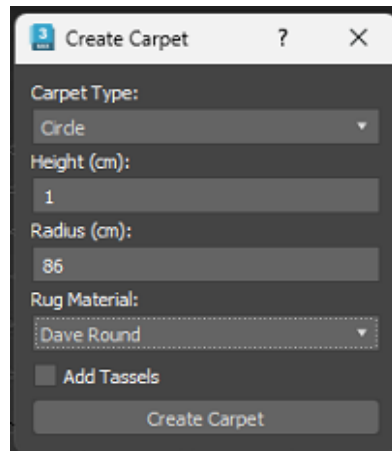 3
Create Carpet ?
Carpet Type:
Circle
Height (cm):
1
Radius (cm):
86
Rug Material:
Dave Round
Add Tassels
Create Carpet